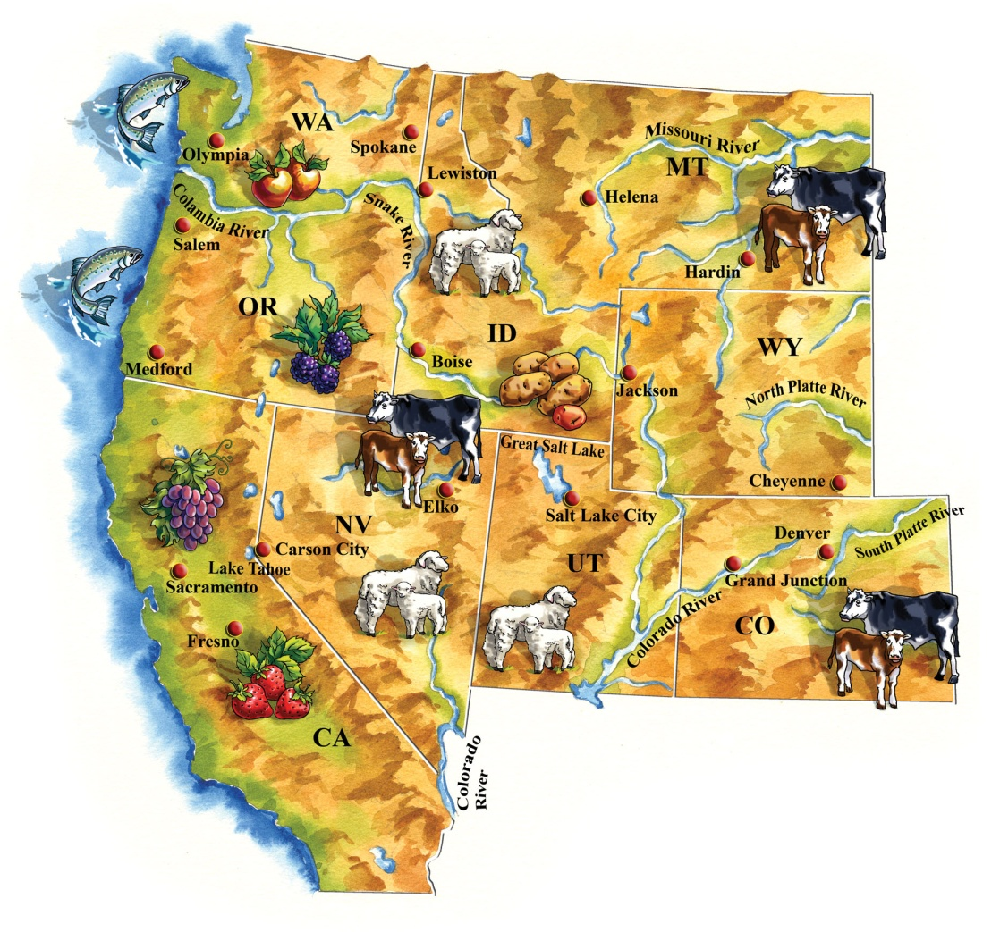 WA
Spokane
Olympia
Lewiston
Missouri River
MT
Helena
Colambia River
Snake River
Salem
Hardin
OR
ID
WY
Medford
Boise
Jackson
North Platte River
Great Salt Lake
Cheyenne
Elko
Salt Lake City
NV
Denver
South Platte River
Carson City
Lake Tahoe
UT
Grand Junction
Sacramento
Colorado River
CO
Fresno
CA
Colorado
River